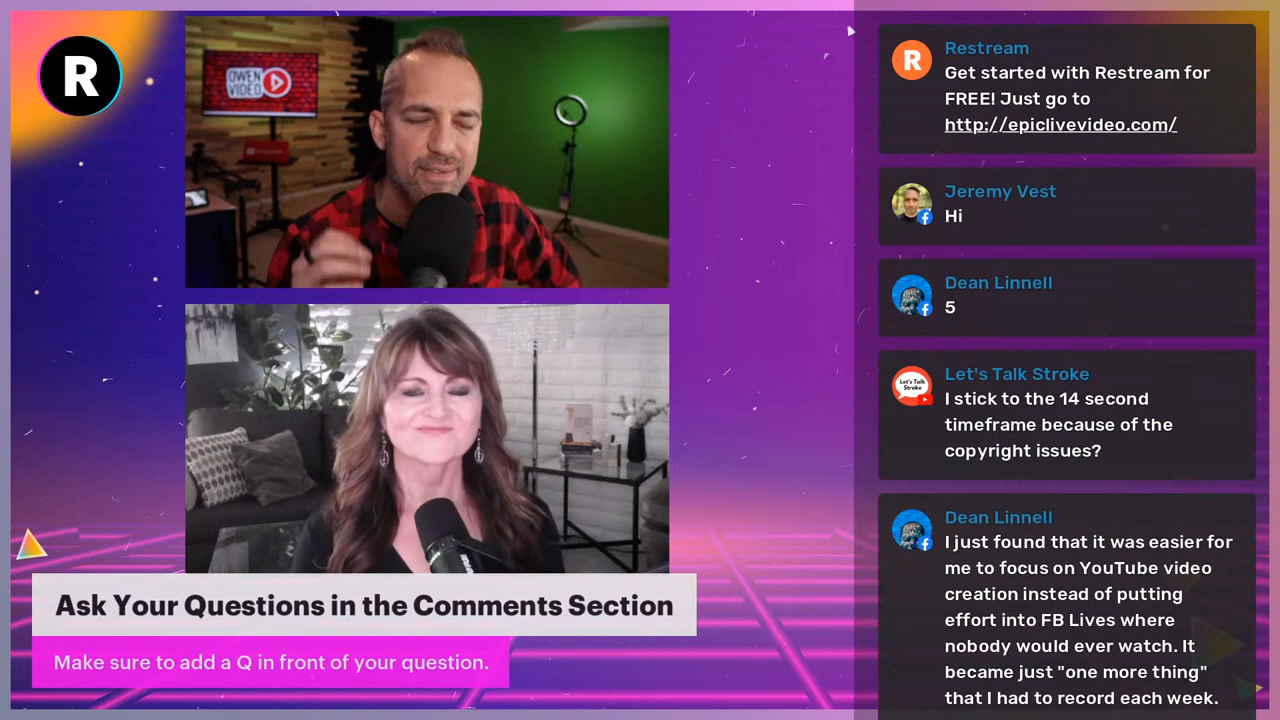 R
OWEN
VIDEO
Ask Your Questions in the Comments Section
Make sure to add a Q in front of your question.
R
Restream
Get started with Restream for
FREE! Just go to
http://epiclivevideo.com/
Jeremy Vest
Hi
Dean Linnell
5
Let's Talk
Stroke
Let's Talk Stroke
I stick to the 14 second
timeframe because of the
copyright issues?
Dean Linnell
I just found that it was easier for
me to focus on YouTube video
creation instead of putting
effort into FB Lives where
nobody would ever watch. It
became just "one more thing"
that I had to record each week.